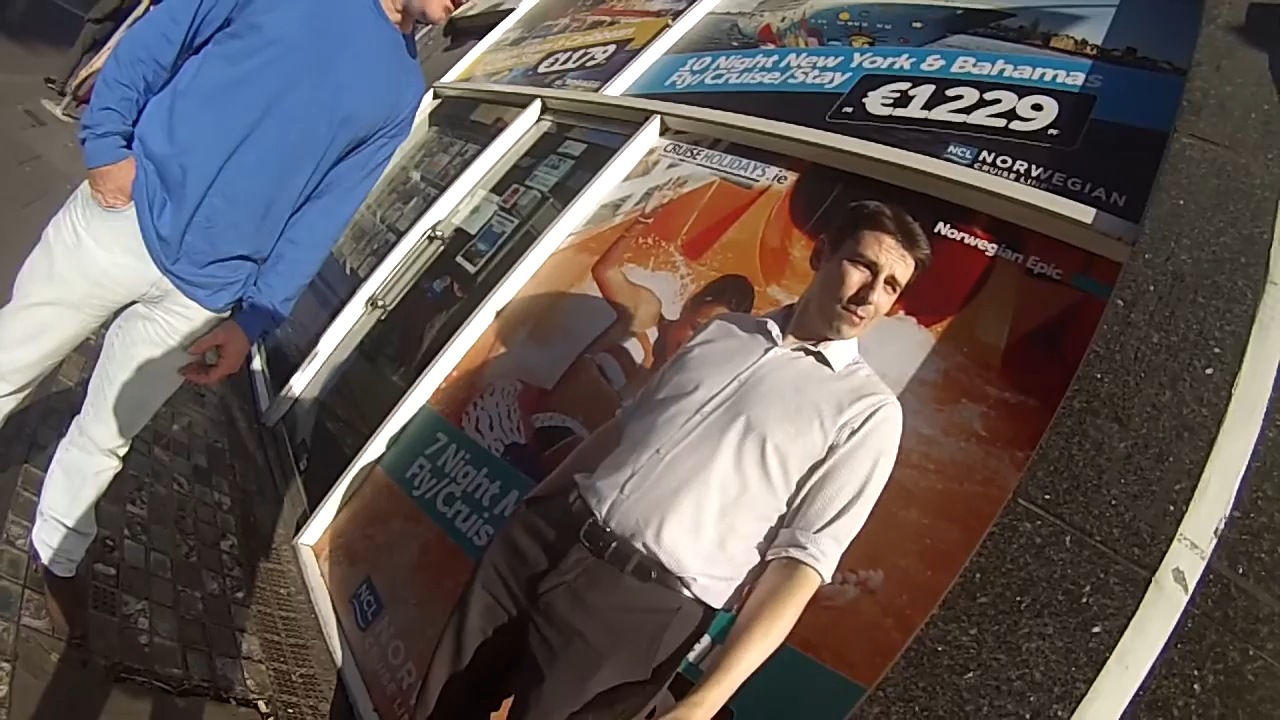 €1179
10 Night New York & Bahamas
Fly/Cruise/Stay
€1229
NCL NORWEGIAN
CRUISE LINE
CRUISEHOLIDAYS.ie
Norwegian Epic
7 Night
Fly/Cruis
NCL
NOR